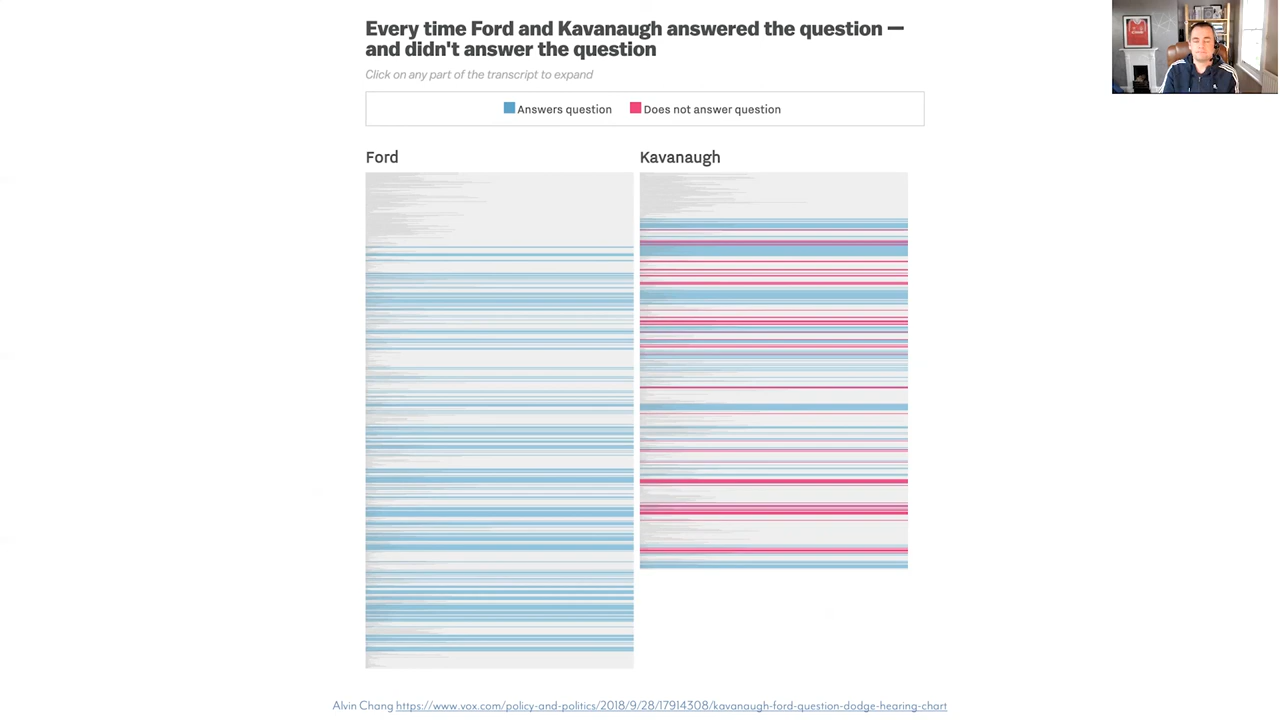 Every time Ford and Kavanaugh answered the question —
and didn't answer the question
Click on any part of the transcript to expand
Answers question Does not answer question
Ford Kavanaugh
Alvin Chang https://www.vox.com/policy-and-politics/2018/9/28/17914308/kavanaugh-ford-question-dodge-hearing-chart